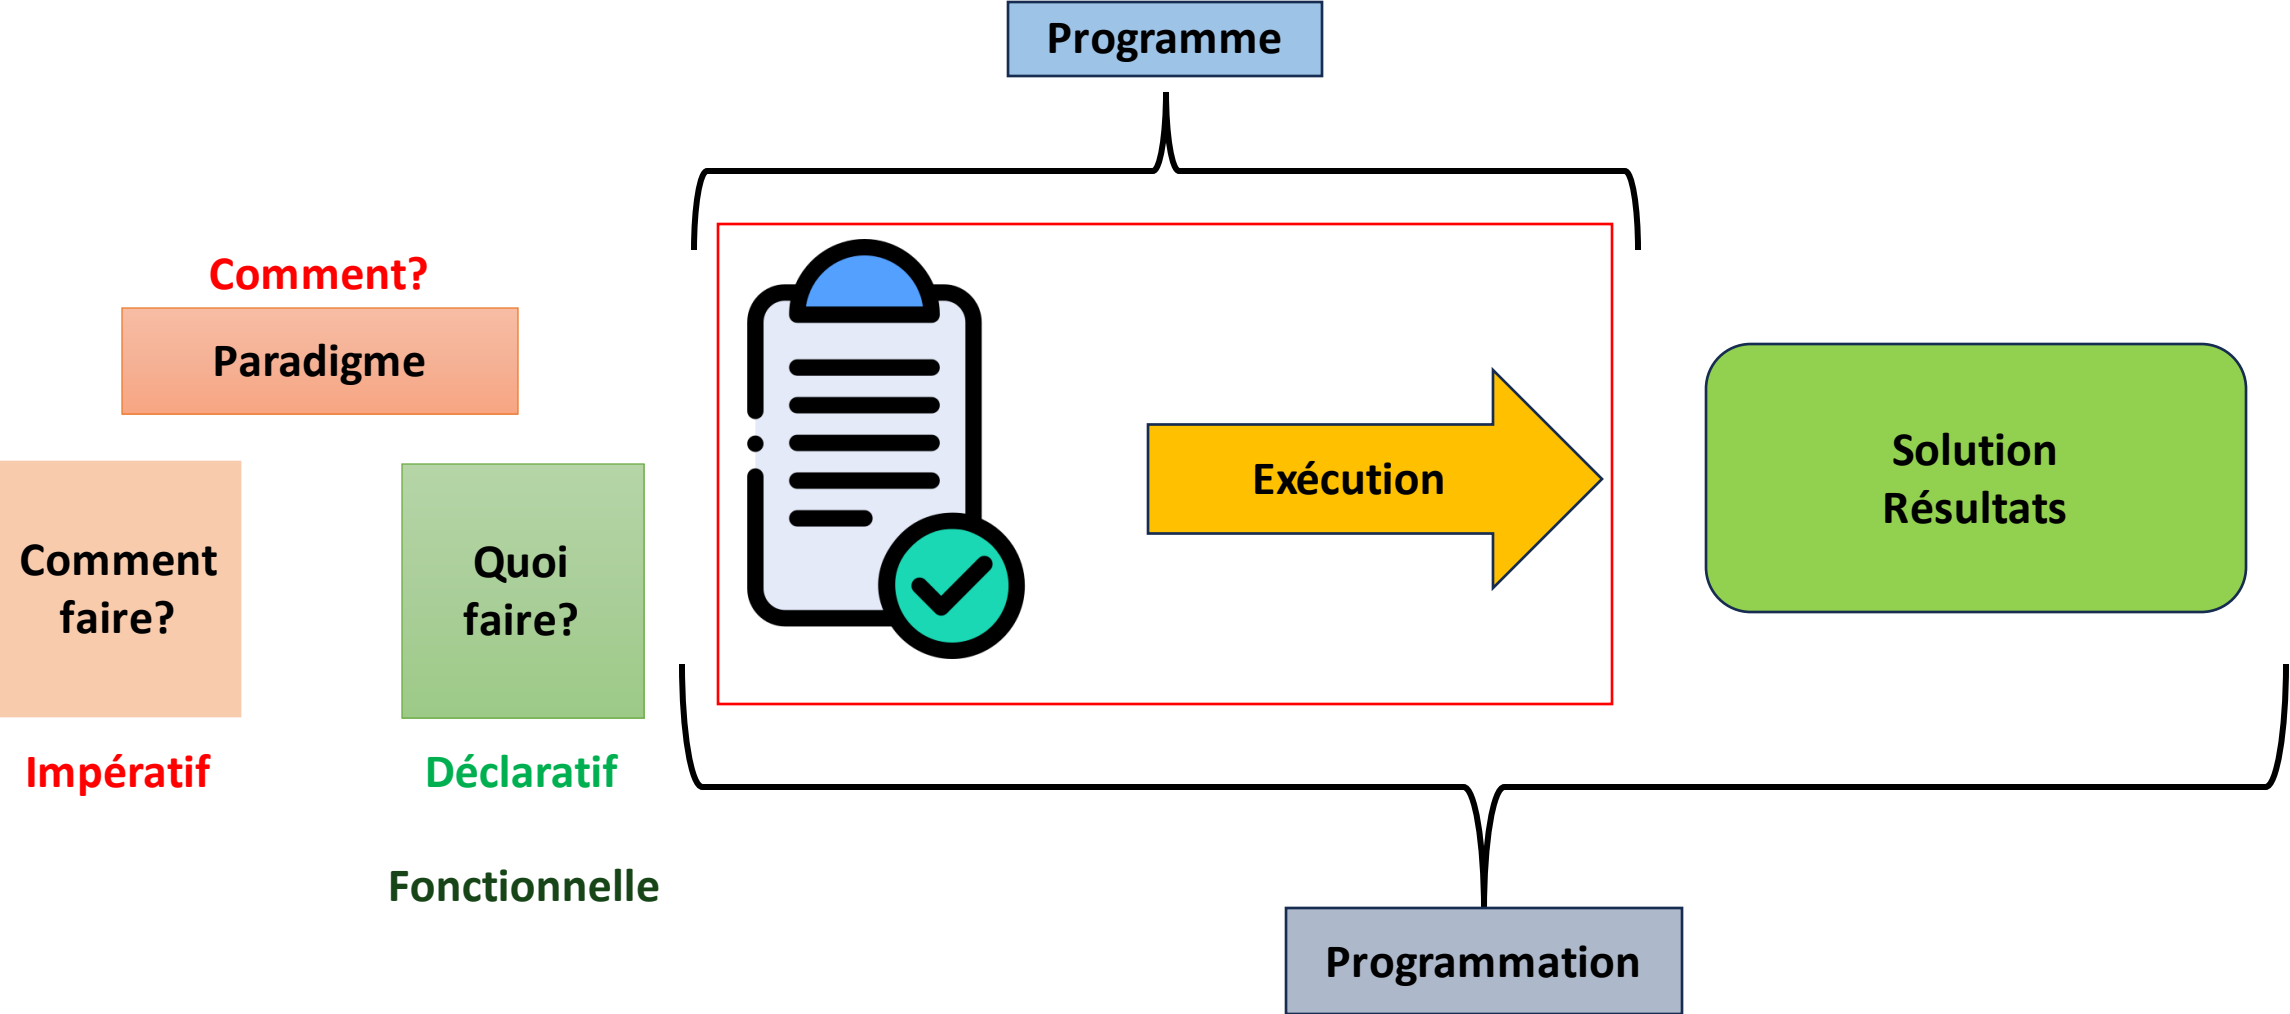 Programme
Comment?
Paradigme
Comment
faire?
Quoi
faire?
Impératif
Déclaratif
Fonctionnelle
Exécution
Solution
Résultats
Programmation